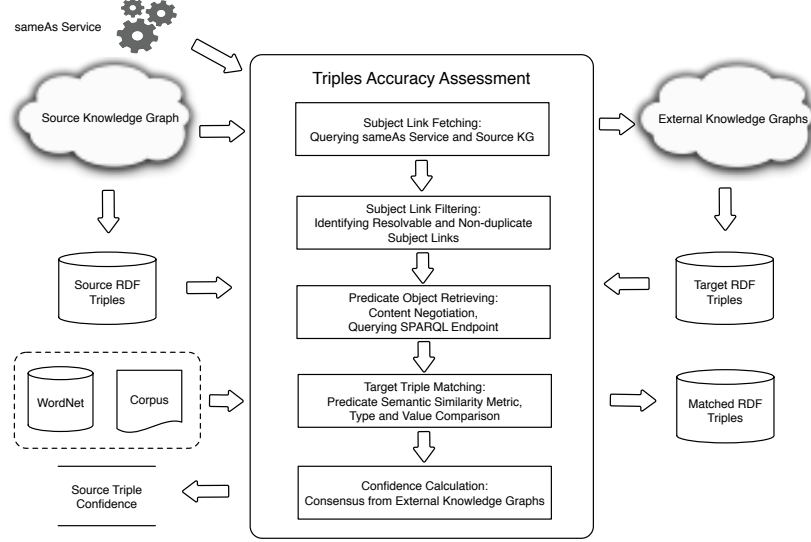 sameAs Service
Source Knowledge Graph
Triples Accuracy Assessment
External Knowledge Graphs
Subject Link Fetching:
Querying sameAs Service and Source KG
Subject Link Filtering:
Identifying Resolvable and Non-duplicate
Subject Links
Source RDF
Triples
Predicate Object Retrieving:
Content Negotiation,
Querying SPARQL Endpoint
Target RDF
Triples
WordNet
Corpus
Target Triple Matching:
Predicate Semantic Similarity Metric,
Type and Value Comparison
Matched RDF
Triples
Source Triple
Confidence
Confidence Calculation:
Consensus from External Knowledge Graphs